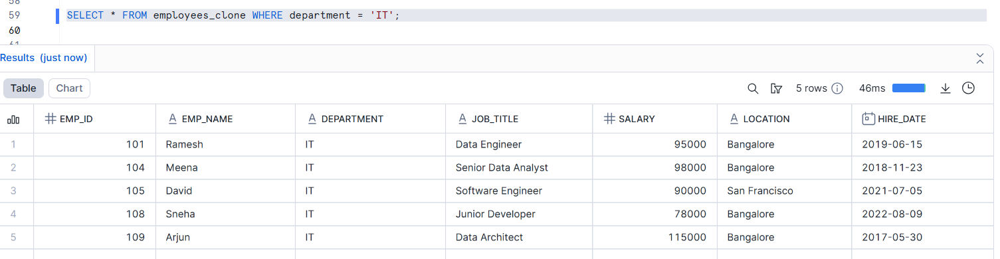 58
59 SELECT * FROM employees_clone WHERE department = 'IT';
60
61
Results (just now)
Table Chart 5 rows 46ms
EMP_ID EMP_NAME DEPARTMENT JOB_TITLE SALARY LOCATION HIRE_DATE
1 101 Ramesh IT Data Engineer 95000 Bangalore 2019-06-15
2 104 Meena IT Senior Data Analyst 98000 Bangalore 2018-11-23
3 105 David IT Software Engineer 90000 San Francisco 2021-07-05
4 108 Sneha IT Junior Developer 78000 Bangalore 2022-08-09
5 109 Arjun IT Data Architect 115000 Bangalore 2017-05-30